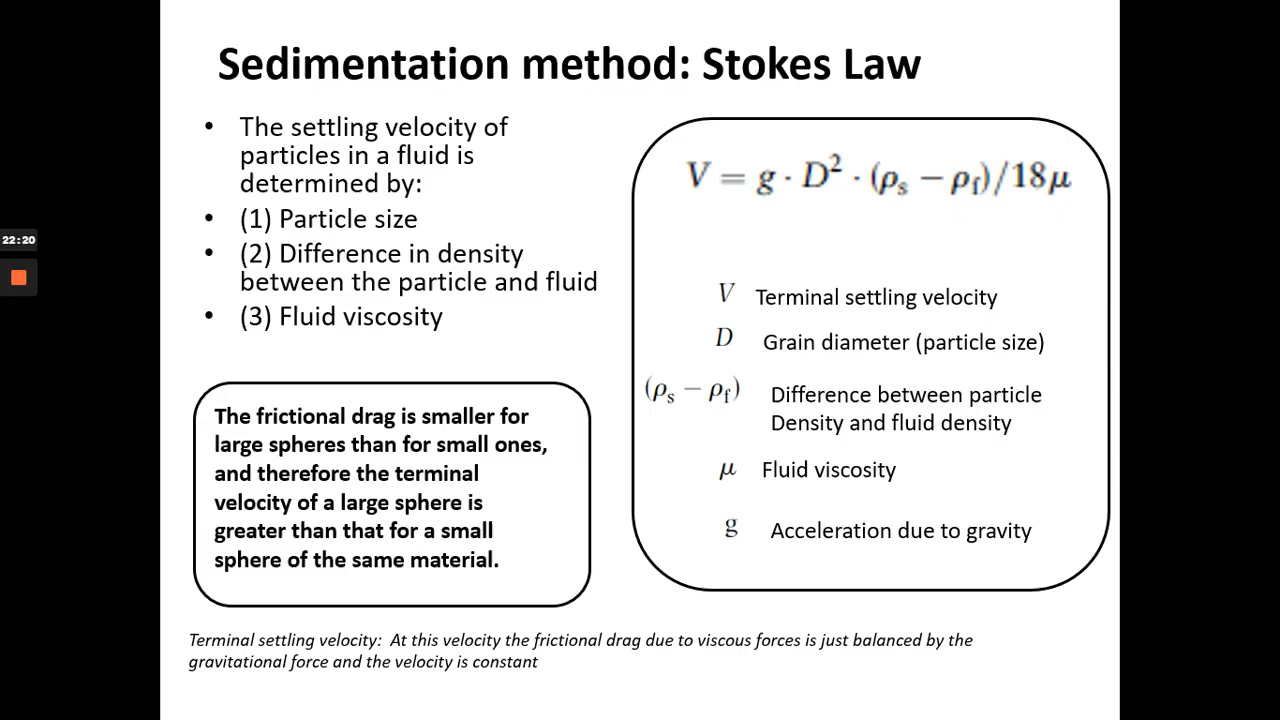 Sedimentation method: Stokes Law
• The settling velocity of
particles in a fluid is
determined by:
• (1) Particle size
• (2) Difference in density
between the particle and fluid
• (3) Fluid viscosity
22:20
The frictional drag is smaller for
large spheres than for small ones,
and therefore the terminal
velocity of a large sphere is
greater than that for a small
sphere of the same material.
V = g · D² · (ρₛ − ρ_f)/18μ
V Terminal settling velocity
D Grain diameter (particle size)
(ρₛ − ρ_f) Difference between particle
Density and fluid density
μ Fluid viscosity
g Acceleration due to gravity
Terminal settling velocity: At this velocity the frictional drag due to viscous forces is just balanced by the
gravitational force and the velocity is constant